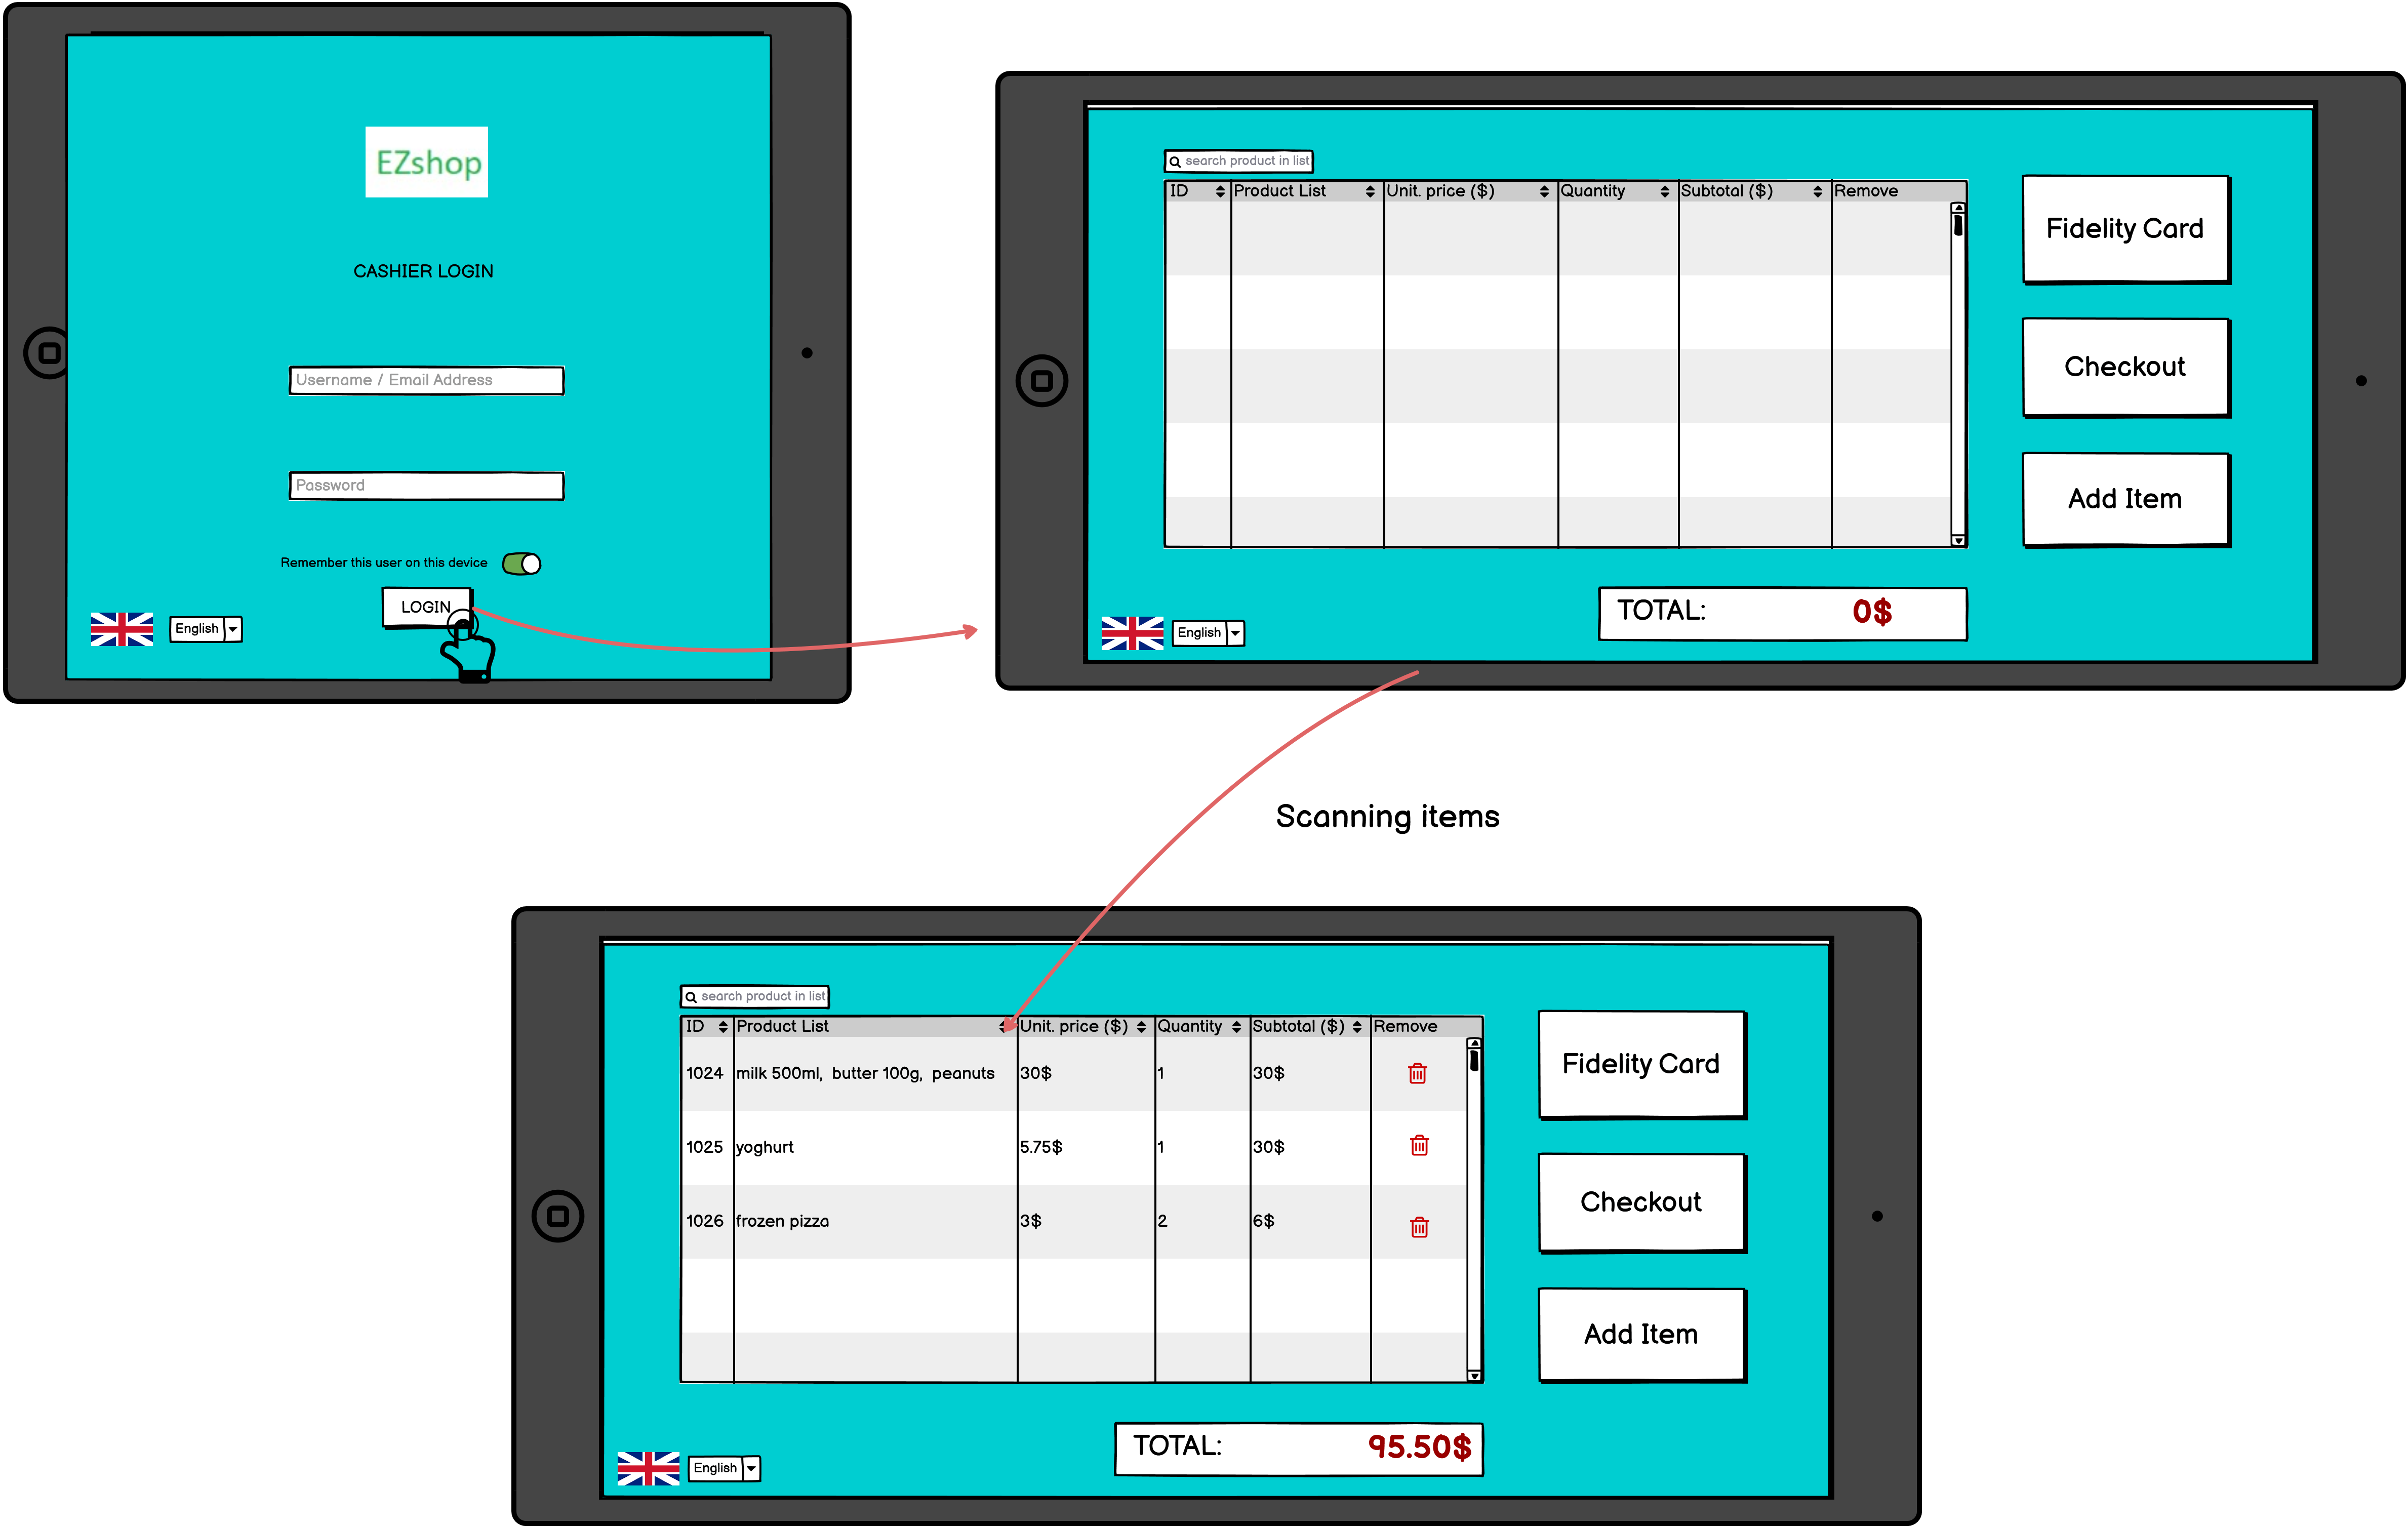 EZshop
CASHIER LOGIN
Username / Email Address
Password
Remember this user on this device
LOGIN
English
search product in list
ID Product List Unit. price ($) Quantity Subtotal ($) Remove
Fidelity Card
Checkout
Add Item
TOTAL: 0$
English
Scanning items
search product in list
ID Product List Unit. price ($) Quantity Subtotal ($) Remove
1024 milk 500ml, butter 100g, peanuts 30$ 1 30$
1025 yoghurt 5.75$ 1 30$
1026 frozen pizza 3$ 2 6$
Fidelity Card
Checkout
Add Item
TOTAL: 95.50$
English